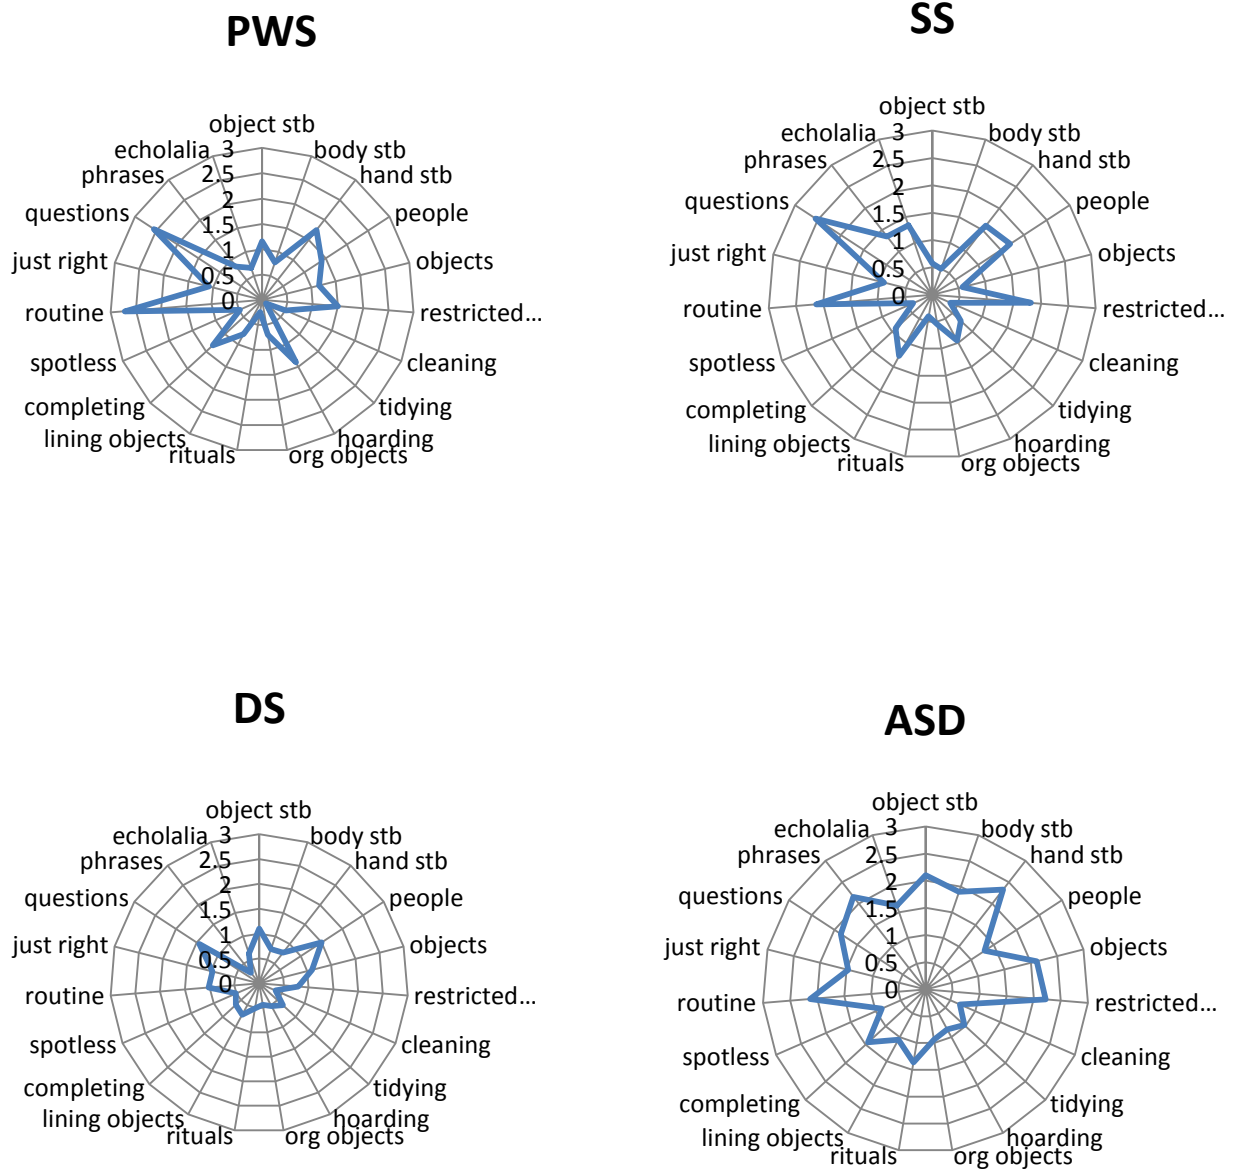 PWS
object stb
body stb
hand stb
people
objects
restricted...
cleaning
tidying
hoarding
org objects
rituals
lining objects
completing
spotless
routine
just right
questions
phrases
echolalia
3
2.5
2
1.5
1
0.5
0
SS
object stb
body stb
hand stb
people
objects
restricted...
cleaning
tidying
hoarding
org objects
rituals
lining objects
completing
spotless
routine
just right
questions
phrases
echolalia
3
2.5
2
1.5
1
0.5
0
DS
object stb
body stb
hand stb
people
objects
restricted...
cleaning
tidying
hoarding
org objects
rituals
lining objects
completing
spotless
routine
just right
questions
phrases
echolalia
3
2.5
2
1.5
1
0.5
0
ASD
object stb
body stb
hand stb
people
objects
restricted...
cleaning
tidying
hoarding
org objects
rituals
lining objects
completing
spotless
routine
just right
questions
phrases
echolalia
3
2.5
2
1.5
1
0.5
0